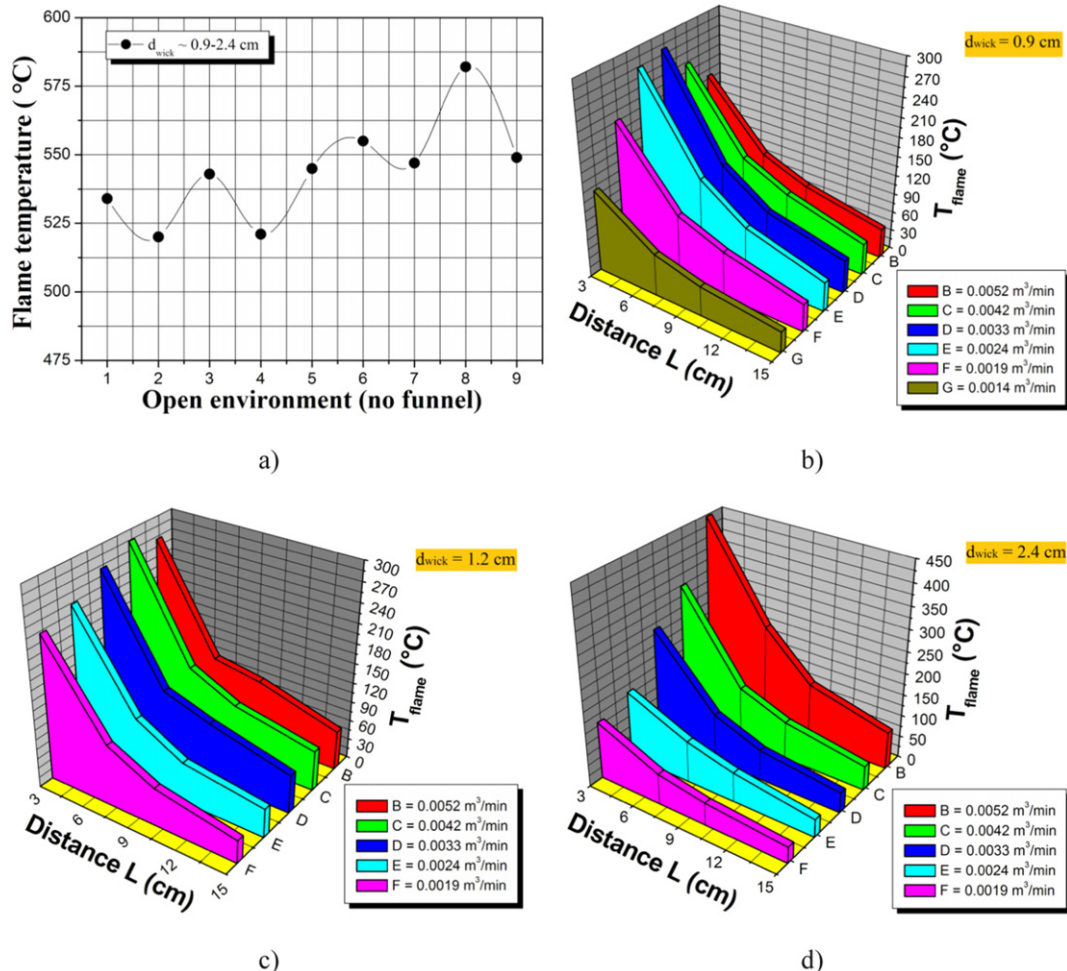 600
575
550
525
500
475
Flame temperature ( °C)
d_wick ~ 0.9-2.4 cm
1 2 3 4 5 6 7 8 9
Open environment (no funnel)
a)
d_wick = 0.9 cm
300
270
240
210
180
150
120
90
60
30
0
T_flame (°C)
B
C
D
E
F
G
3
6
9
12
15
Distance L (cm)
B = 0.0052 m³/min
C = 0.0042 m³/min
D = 0.0033 m³/min
E = 0.0024 m³/min
F = 0.0019 m³/min
G = 0.0014 m³/min
b)
d_wick = 1.2 cm
300
270
240
210
180
150
120
90
60
30
0
T_flame (°C)
B
C
D
E
F
3
6
9
12
15
Distance L (cm)
B = 0.0052 m³/min
C = 0.0042 m³/min
D = 0.0033 m³/min
E = 0.0024 m³/min
F = 0.0019 m³/min
c)
d_wick = 2.4 cm
450
400
350
300
250
200
150
100
50
0
T_flame (°C)
B
C
D
E
F
3
6
9
12
15
Distance L (cm)
B = 0.0052 m³/min
C = 0.0042 m³/min
D = 0.0033 m³/min
E = 0.0024 m³/min
F = 0.0019 m³/min
d)